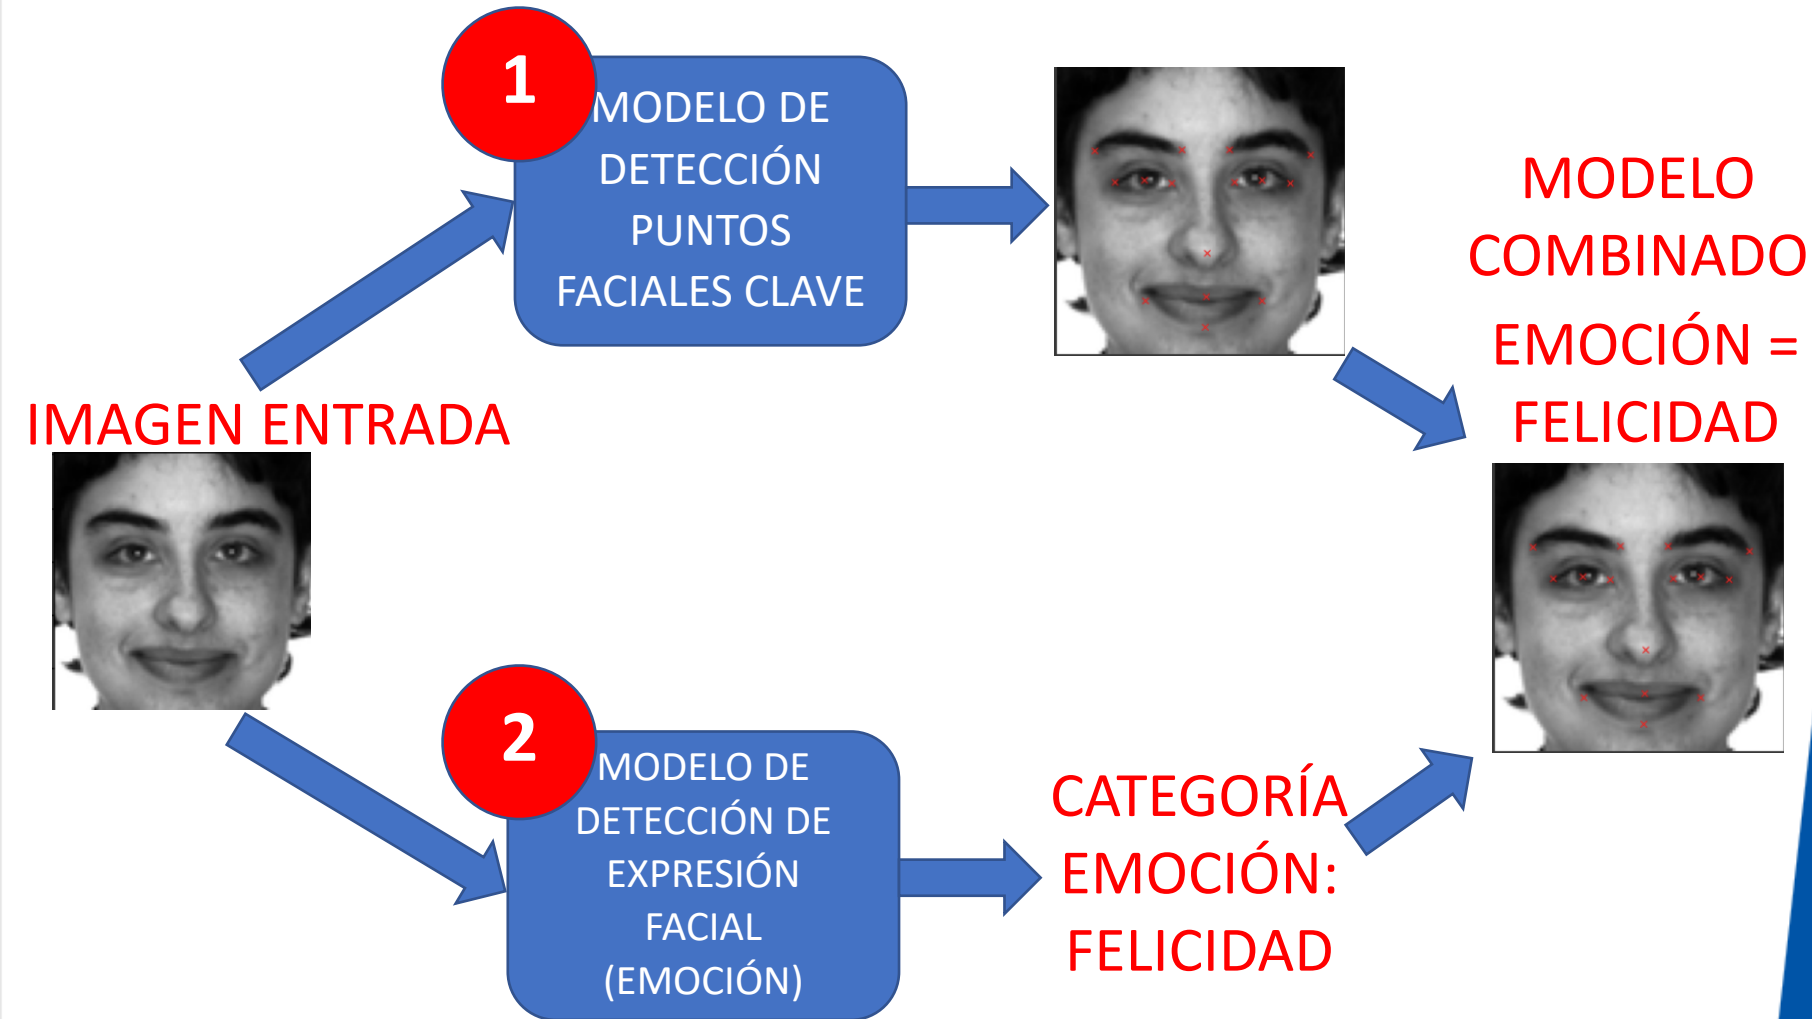 1
MODELO DE
DETECCIÓN
PUNTOS
FACIALES CLAVE
MODELO
COMBINADO
EMOCIÓN =
FELICIDAD
IMAGEN ENTRADA
2
MODELO DE
DETECCIÓN DE
EXPRESIÓN
FACIAL
(EMOCIÓN)
CATEGORÍA
EMOCIÓN:
FELICIDAD